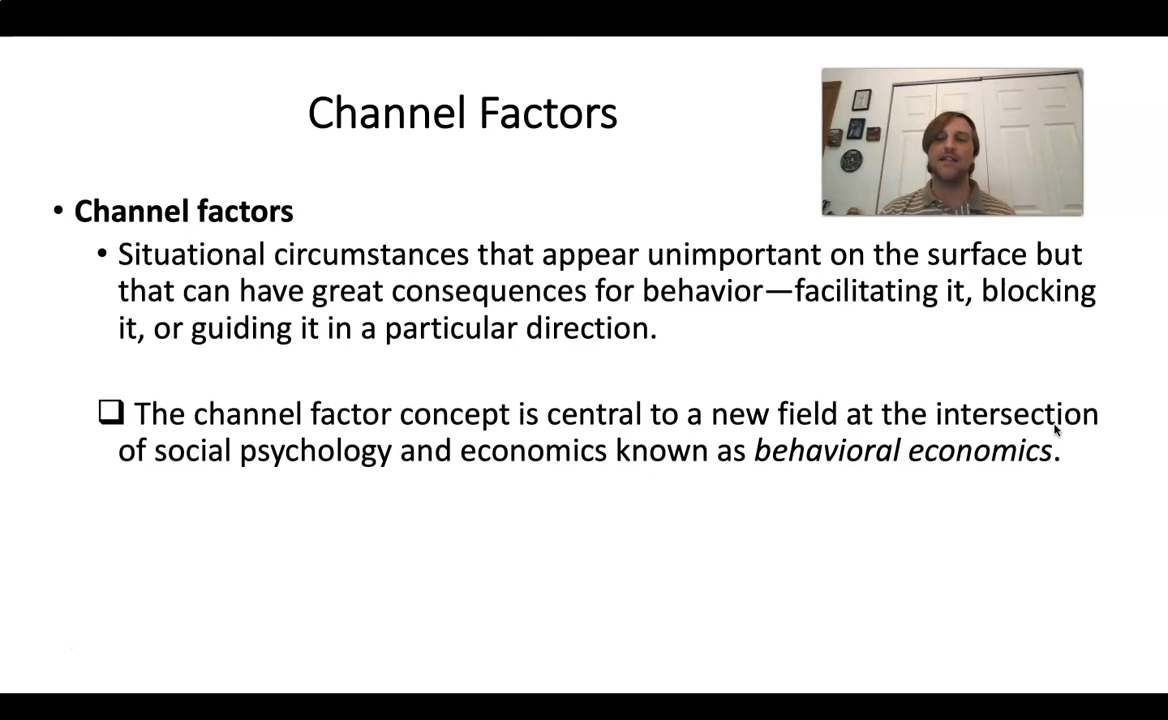 Channel Factors
• Channel factors
• Situational circumstances that appear unimportant on the surface but
that can have great consequences for behavior—facilitating it, blocking
it, or guiding it in a particular direction.
❑ The channel factor concept is central to a new field at the intersection
of social psychology and economics known as behavioral economics.